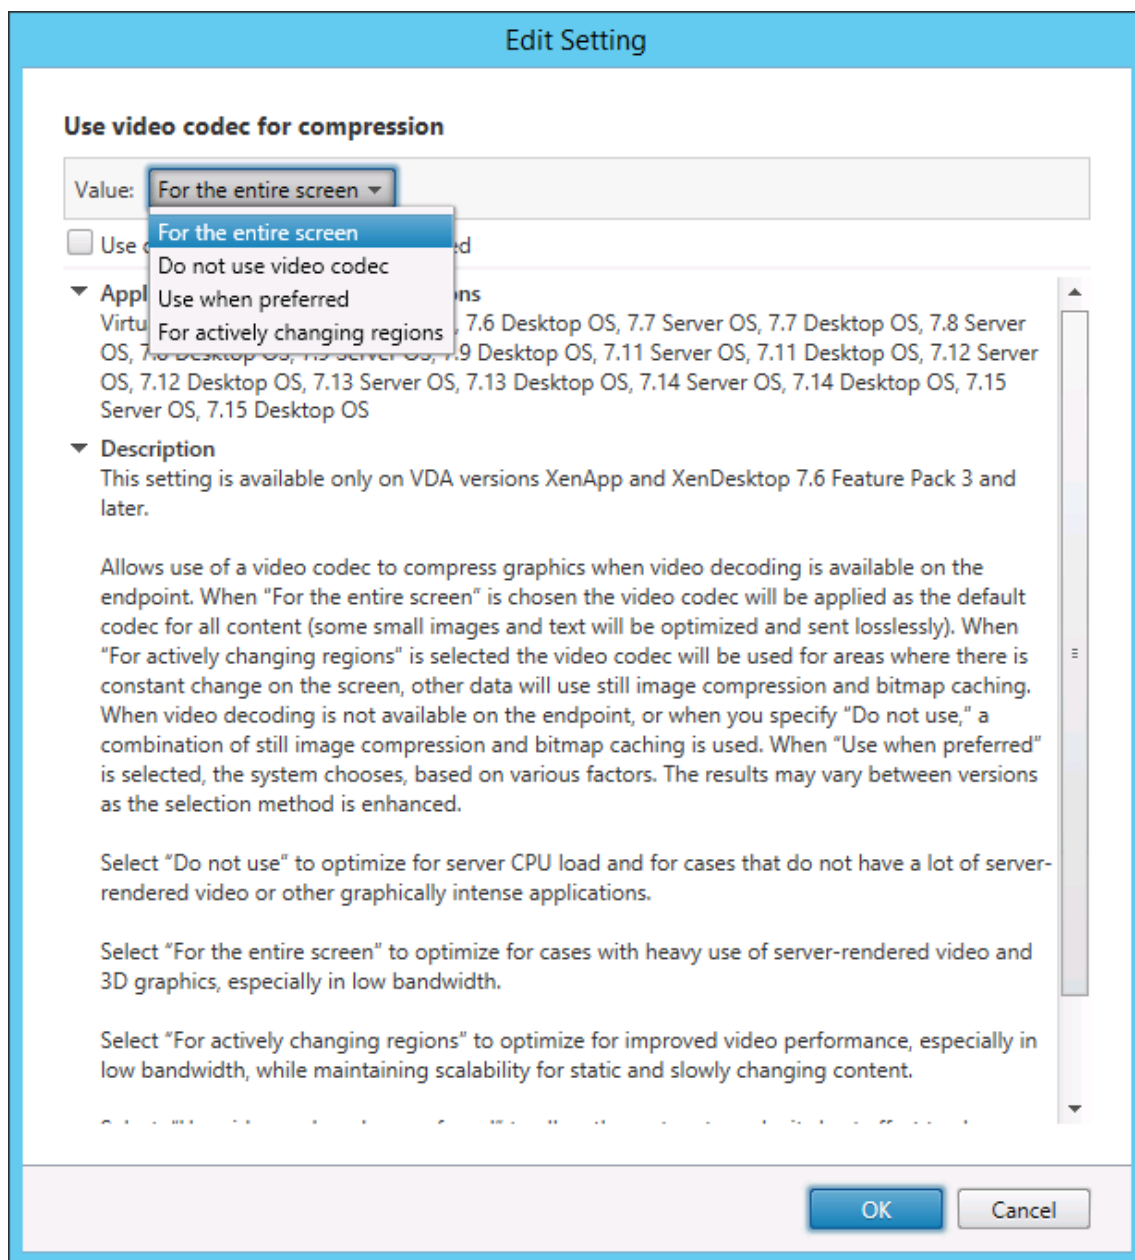 Edit Setting
Use video codec for compression
Value: For the entire screen
For the entire screen
Use
Do not use video codec
Use when preferred
For actively changing regions
7.6 Desktop OS, 7.7 Server OS, 7.7 Desktop OS, 7.8 Server
OS, 7.8 Desktop OS, 7.9 Server OS, 7.9 Desktop OS, 7.11 Server OS, 7.11 Desktop OS, 7.12 Server
OS, 7.12 Desktop OS, 7.13 Server OS, 7.13 Desktop OS, 7.14 Server OS, 7.14 Desktop OS, 7.15
Server OS, 7.15 Desktop OS
Description
This setting is available only on VDA versions XenApp and XenDesktop 7.6 Feature Pack 3 and
later.
Allows use of a video codec to compress graphics when video decoding is available on the
endpoint. When “For the entire screen” is chosen the video codec will be applied as the default
codec for all content (some small images and text will be optimized and sent losslessly). When
“For actively changing regions” is selected the video codec will be used for areas where there is
constant change on the screen, other data will use still image compression and bitmap caching.
When video decoding is not available on the endpoint, or when you specify “Do not use,” a
combination of still image compression and bitmap caching is used. When “Use when preferred”
is selected, the system chooses, based on various factors. The results may vary between versions
as the selection method is enhanced.
Select “Do not use” to optimize for server CPU load and for cases that do not have a lot of server-
rendered video or other graphically intense applications.
Select “For the entire screen” to optimize for cases with heavy use of server-rendered video and
3D graphics, especially in low bandwidth.
Select “For actively changing regions” to optimize for improved video performance, especially in
low bandwidth, while maintaining scalability for static and slowly changing content.
OK
Cancel